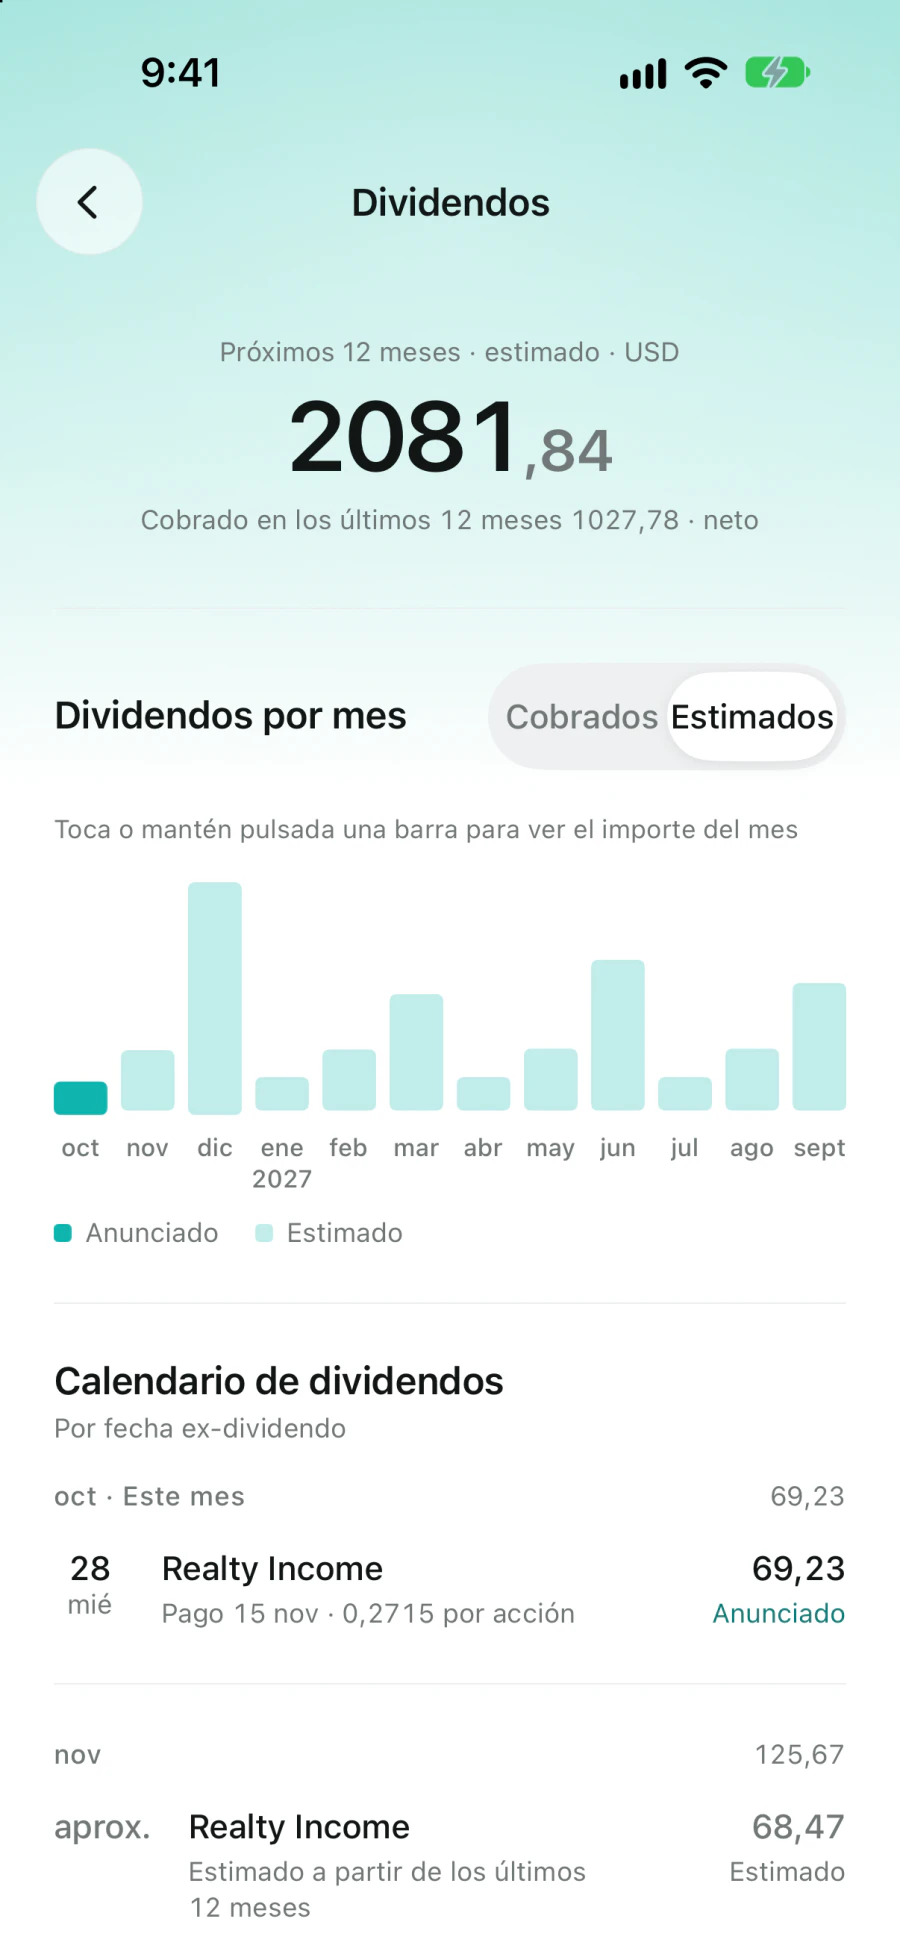 9:41
Dividendos
Próximos 12 meses · estimado · USD
2081,84
Cobrado en los últimos 12 meses 1027,78 · neto
Dividendos por mes
Cobrados Estimados
Toca o mantén pulsada una barra para ver el importe del mes
oct nov dic ene feb mar abr may jun jul ago sept
2027
Anunciado Estimado
Calendario de dividendos
Por fecha ex-dividendo
oct · Este mes 69,23
28 Realty Income 69,23
mié Pago 15 nov · 0,2715 por acción Anunciado
nov 125,67
aprox. Realty Income 68,47
Estimado a partir de los últimos Estimado
12 meses